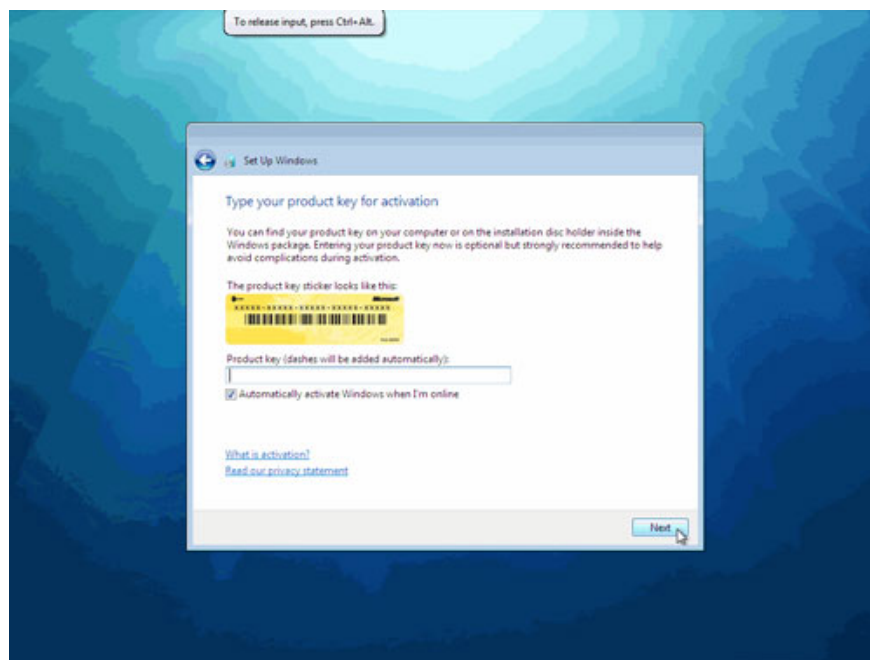 To release input, press Ctrl+Alt.
Set Up Windows
Type your product key for activation
You can find your product key on your computer or on the installation disc holder inside the
Windows package. Entering your product key now is optional but strongly recommended to help
avoid complications during activation.
The product key sticker looks like this:
Microsoft
XXXXX-XXXXX-XXXXX-XXXXX-XXXXX
Product key (dashes will be added automatically):
Automatically activate Windows when I'm online
What is activation?
Read our privacy statement
Next